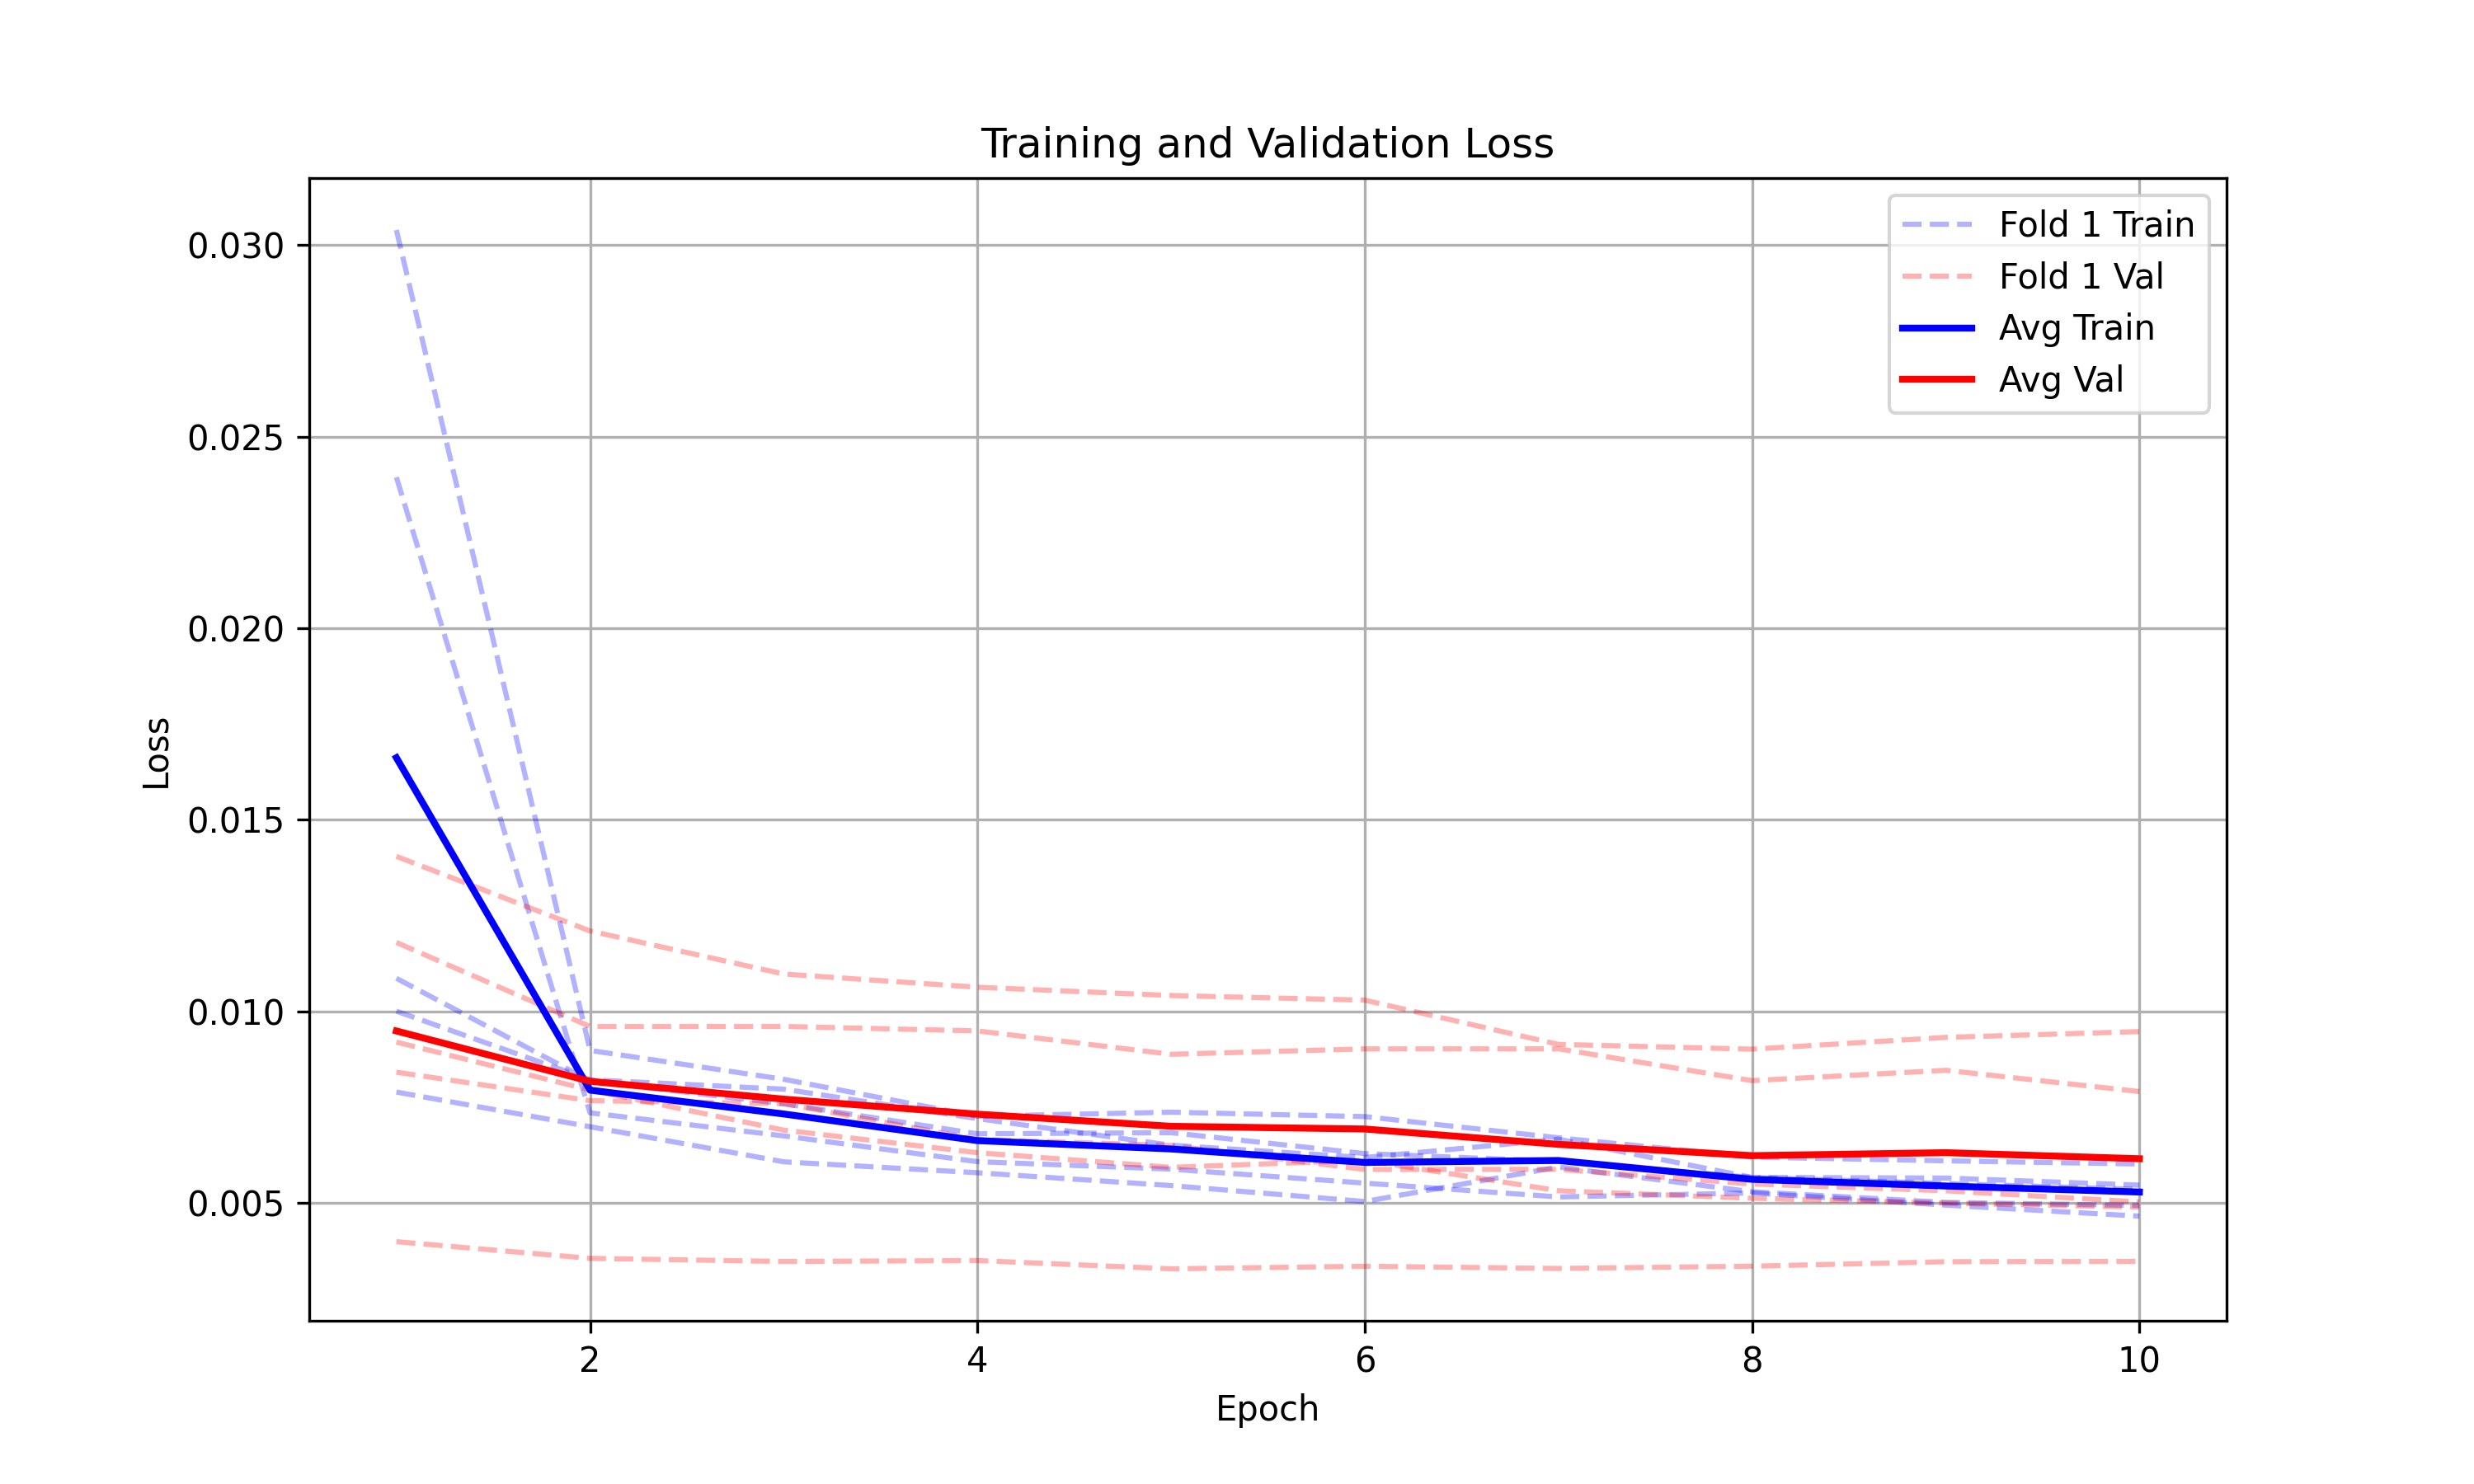 Training and Validation Loss
Fold 1 Train
Fold 1 Val
Avg Train
Avg Val
Loss
0.030
0.025
0.020
0.015
0.010
0.005
2 4 6 8 10
Epoch